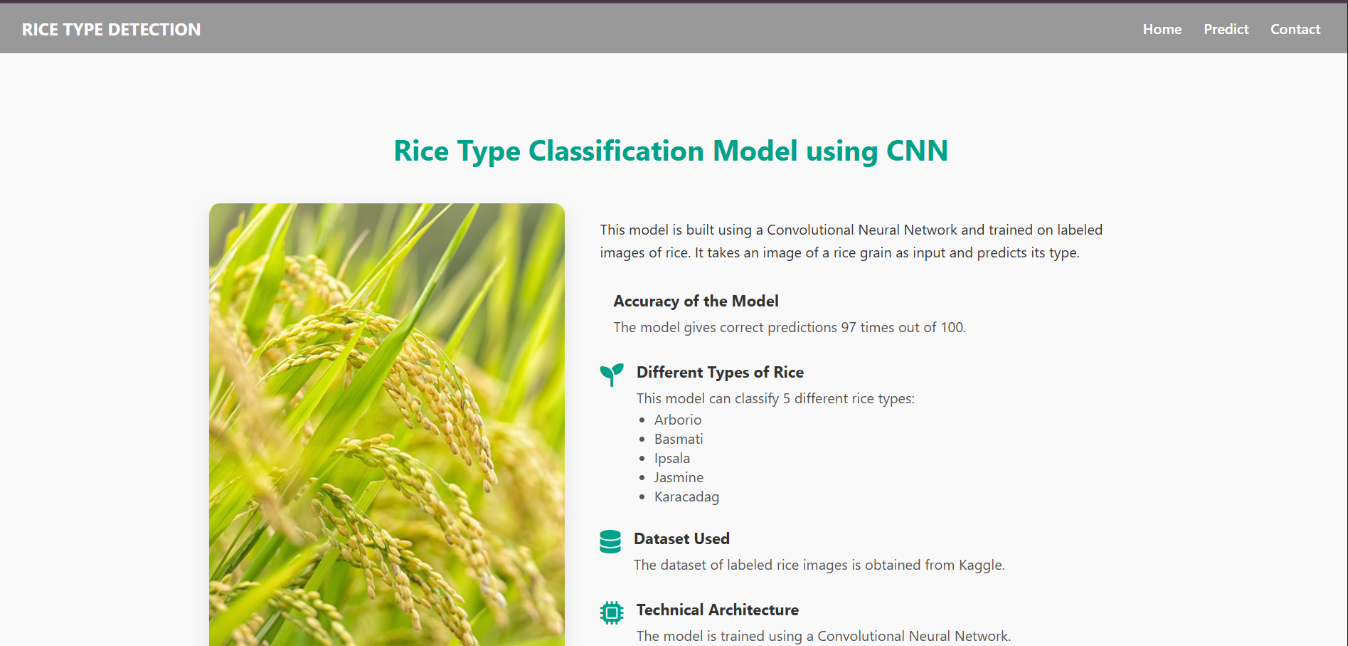 RICE TYPE DETECTION
Home Predict Contact
Rice Type Classification Model using CNN
This model is built using a Convolutional Neural Network and trained on labeled
images of rice. It takes an image of a rice grain as input and predicts its type.
Accuracy of the Model
The model gives correct predictions 97 times out of 100.
Different Types of Rice
This model can classify 5 different rice types:
• Arborio
• Basmati
• Ipsala
• Jasmine
• Karacadag
Dataset Used
The dataset of labeled rice images is obtained from Kaggle.
Technical Architecture
The model is trained using a Convolutional Neural Network.